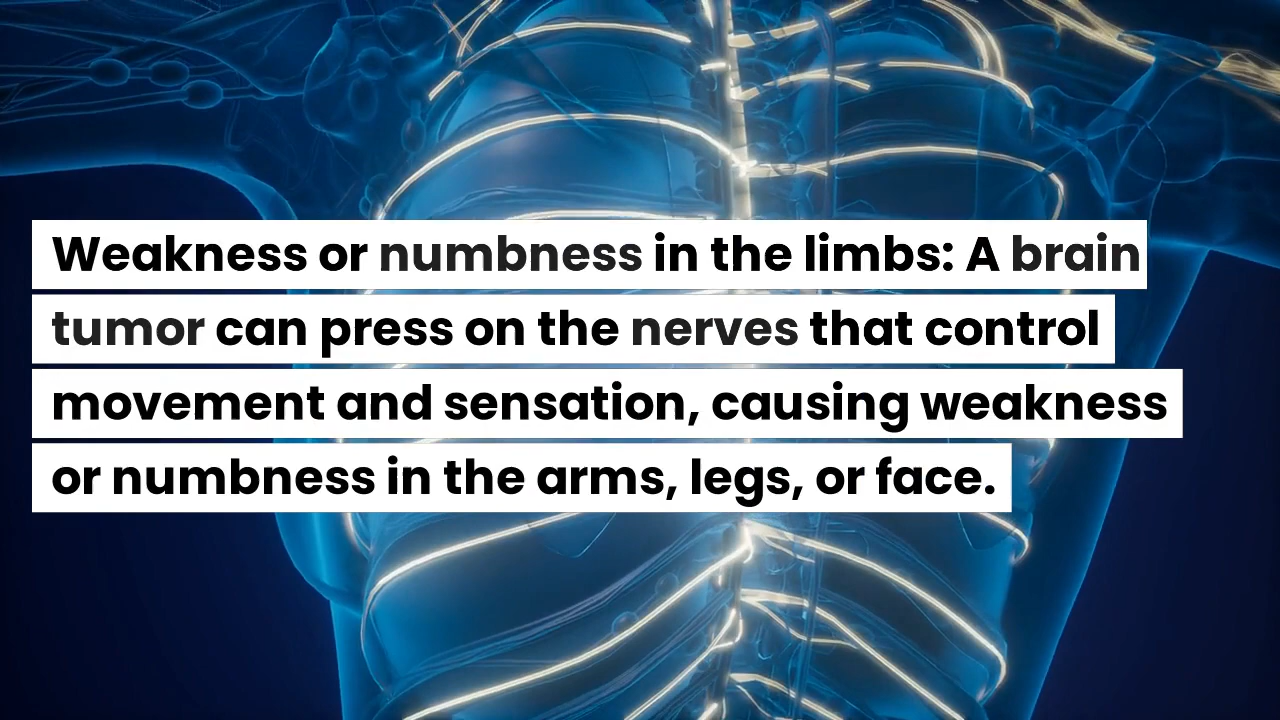 Weakness or numbness in the limbs: A brain
tumor can press on the nerves that control
movement and sensation, causing weakness
or numbness in the arms, legs, or face.